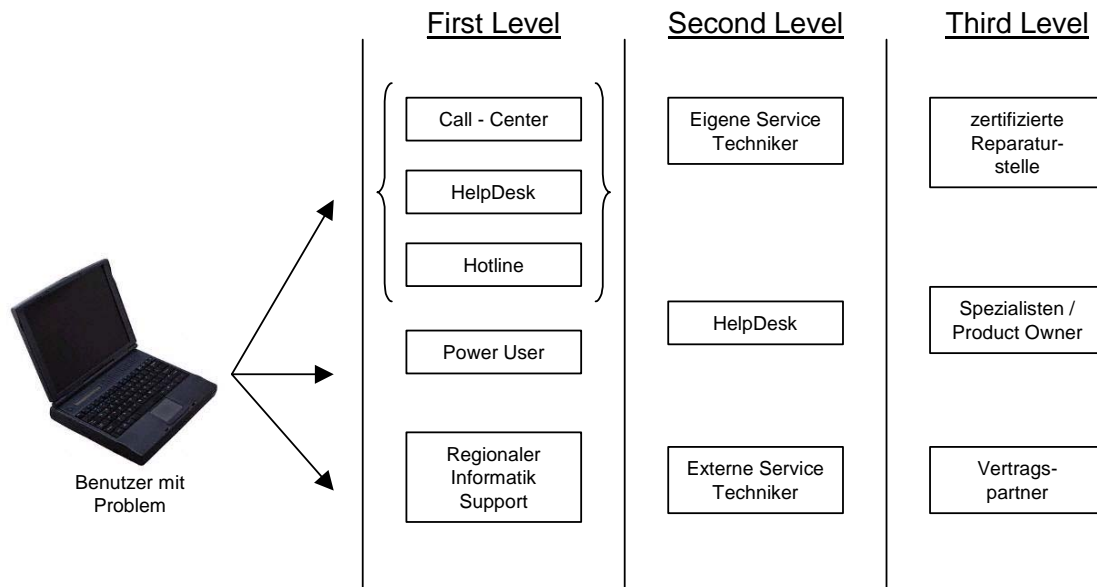 First Level
Second Level
Third Level
Call - Center
HelpDesk
Hotline
Power User
Regionaler
Informatik
Support
Eigene Service
Techniker
HelpDesk
Externe Service
Techniker
zertifizierte
Reparatur-
stelle
Spezialisten /
Product Owner
Vertrags-
partner
Benutzer mit
Problem